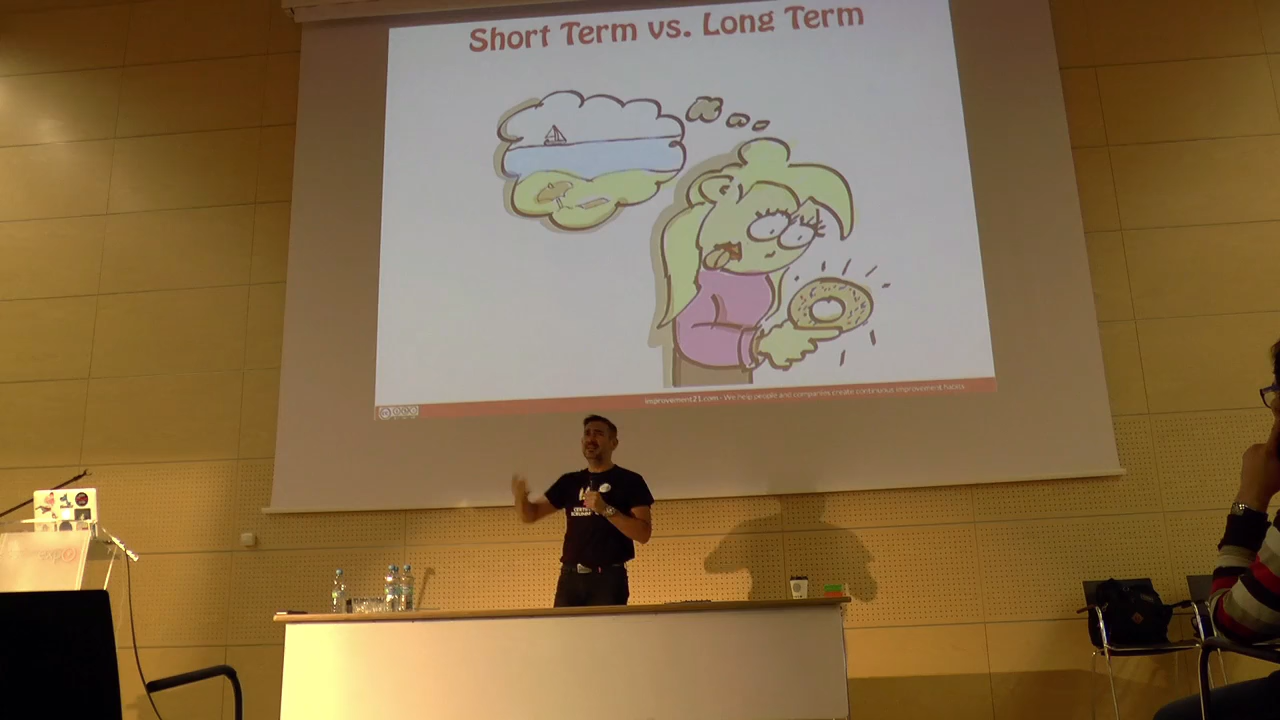 Short Term vs. Long Term
improvement21.com - We help people and companies create continuous improvement habits